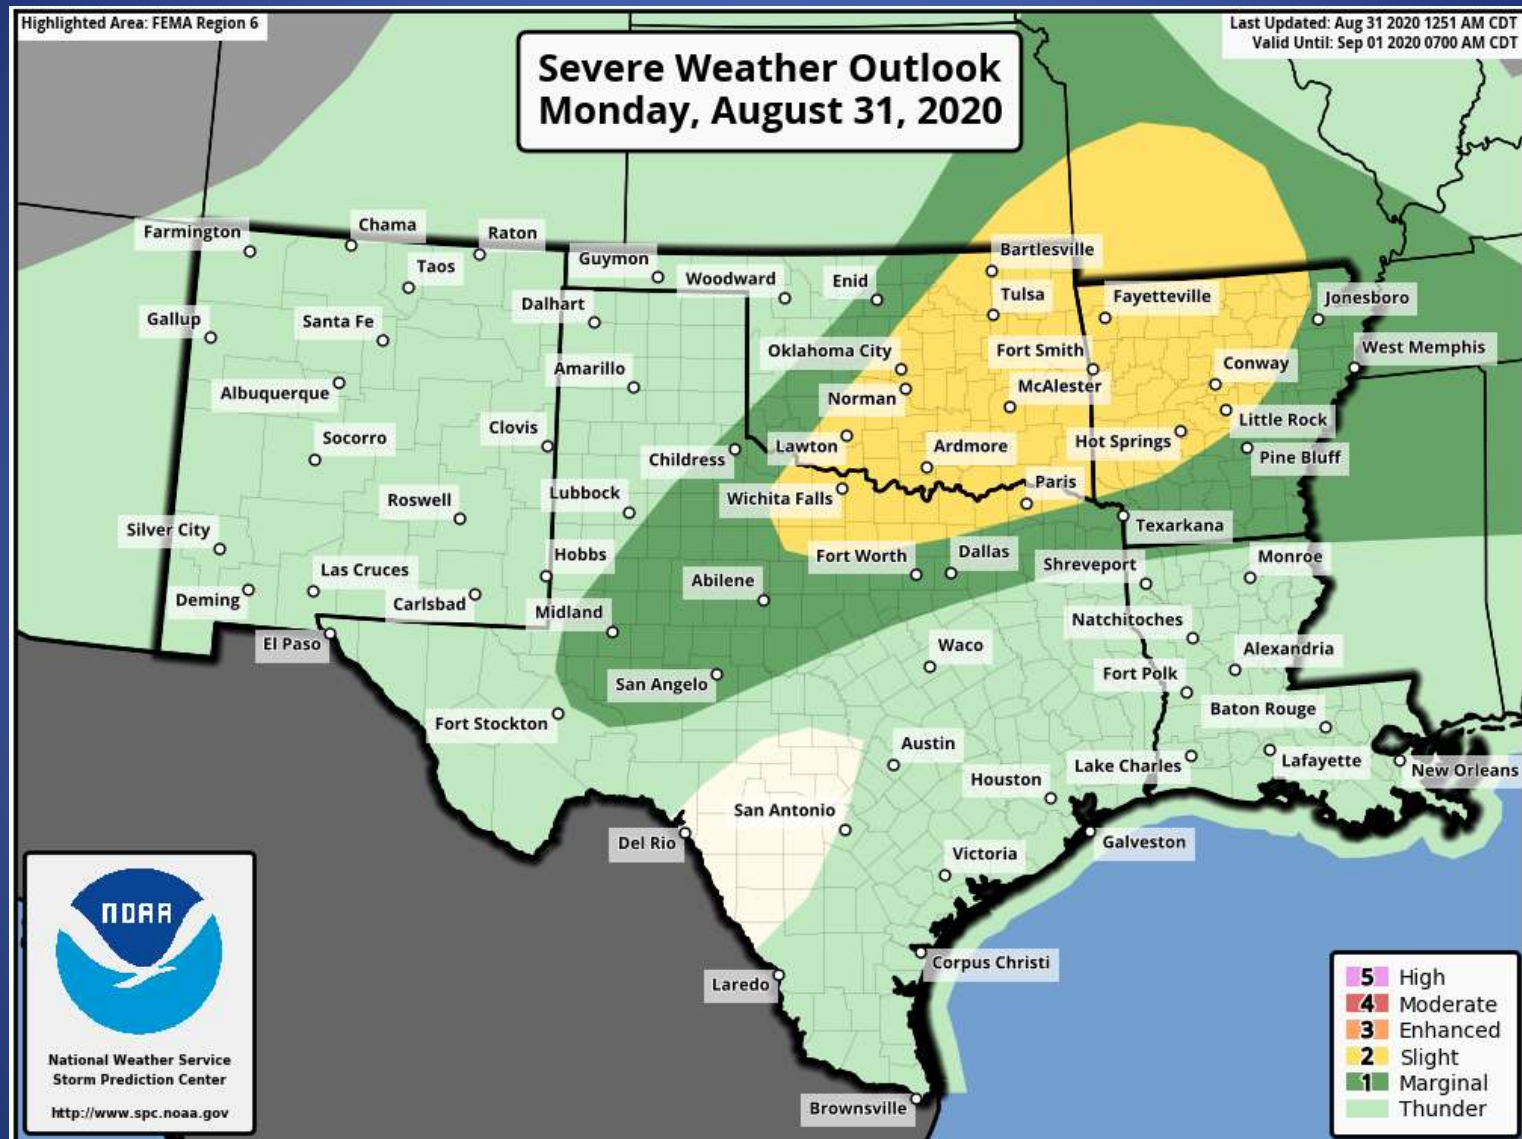 Highlighted Area: FEMA Region 6
Last Updated: Aug 31 2020 1251 AM CDT
Valid Until: Sep 01 2020 0700 AM CDT
Severe Weather Outlook
Monday, August 31, 2020
Farmington
Chama
Raton
Taos
Guymon
Woodward
Enid
Bartlesville
Dalhart
Tulsa
Fayetteville
Jonesboro
Gallup
Santa Fe
Oklahoma City
Fort Smith
West Memphis
Amarillo
Conway
Albuquerque
Norman
McAlester
Little Rock
Socorro
Clovis
Childress
Lawton
Ardmore
Hot Springs
Pine Bluff
Roswell
Lubbock
Wichita Falls
Paris
Silver City
Texarkana
Hobbs
Fort Worth
Dallas
Shreveport
Monroe
Las Cruces
Deming
Carlsbad
Midland
Abilene
Natchitoches
El Paso
Waco
Alexandria
San Angelo
Fort Polk
Fort Stockton
Baton Rouge
Austin
Lake Charles
Lafayette
New Orleans
Houston
San Antonio
Del Rio
Galveston
Victoria
Corpus Christi
Laredo
Brownsville
NOAA
National Weather Service
Storm Prediction Center
http://www.spc.noaa.gov
5 High
4 Moderate
3 Enhanced
2 Slight
1 Marginal
Thunder